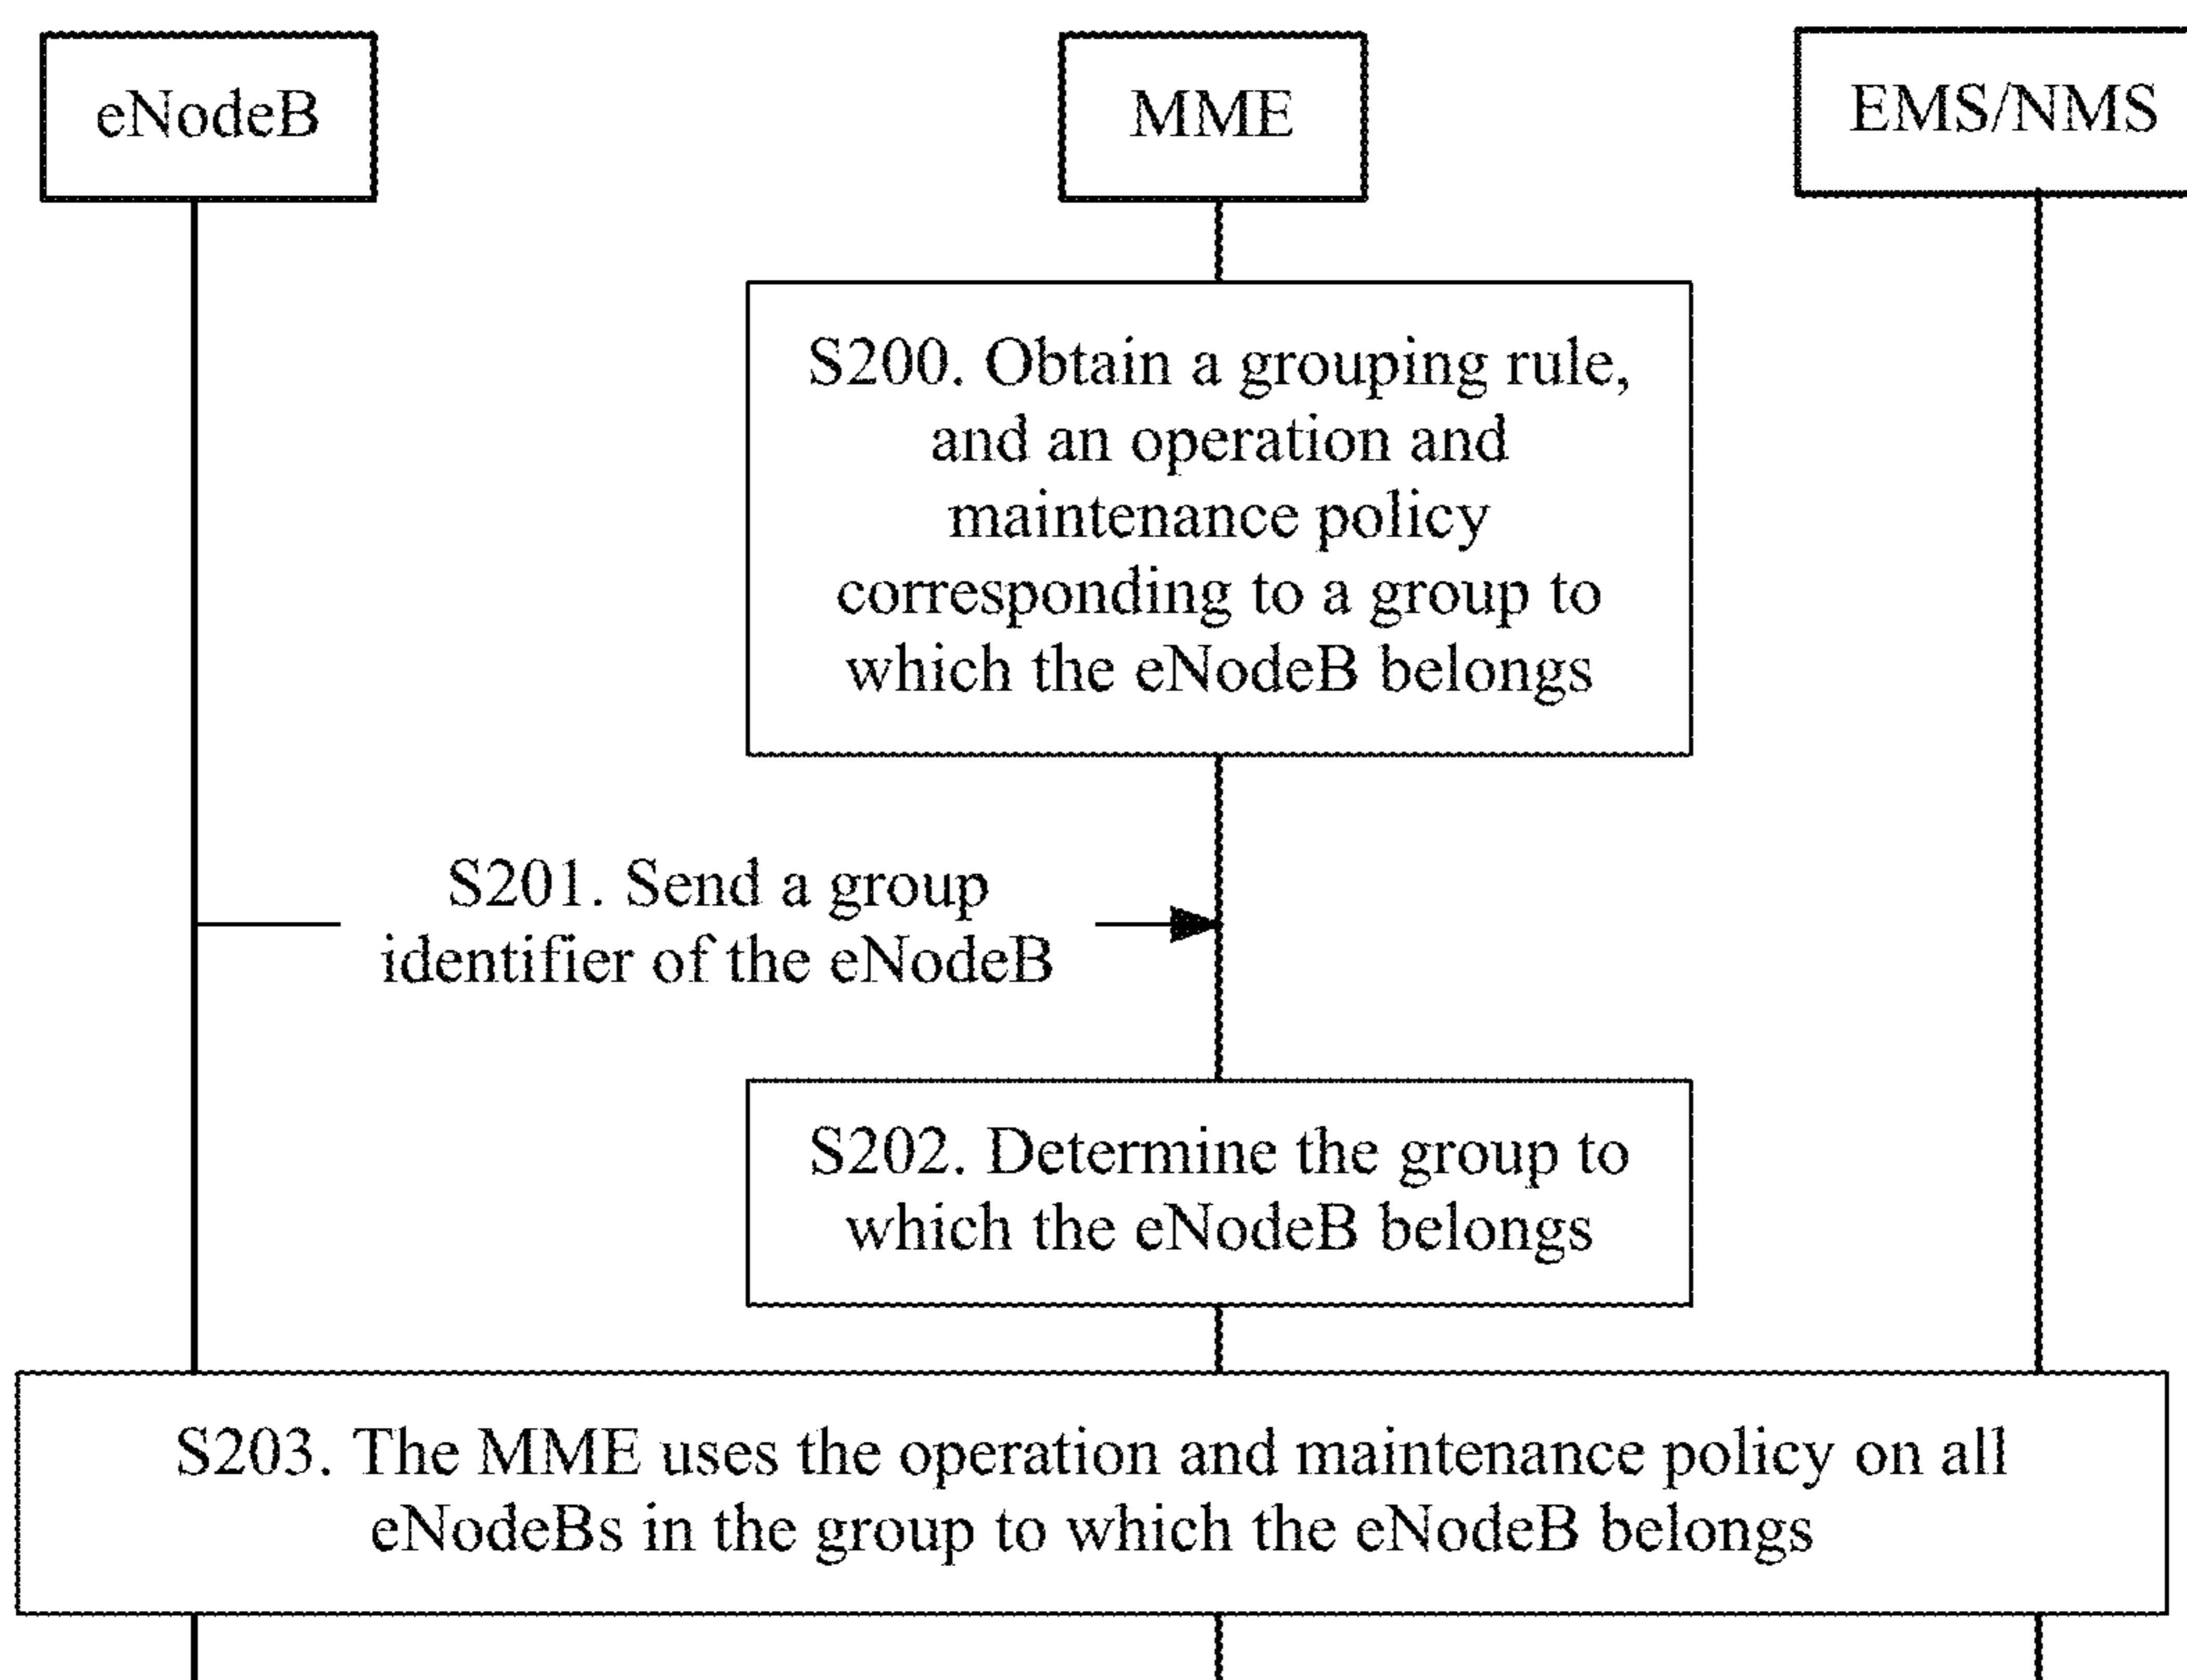 eNodeB
MME
EMS/NMS
S200. Obtain a grouping rule,
and an operation and
maintenance policy
corresponding to a group to
which the eNodeB belongs
S201. Send a group
identifier of the eNodeB
S202. Determine the group to
which the eNodeB belongs
S203. The MME uses the operation and maintenance policy on all
eNodeBs in the group to which the eNodeB belongs